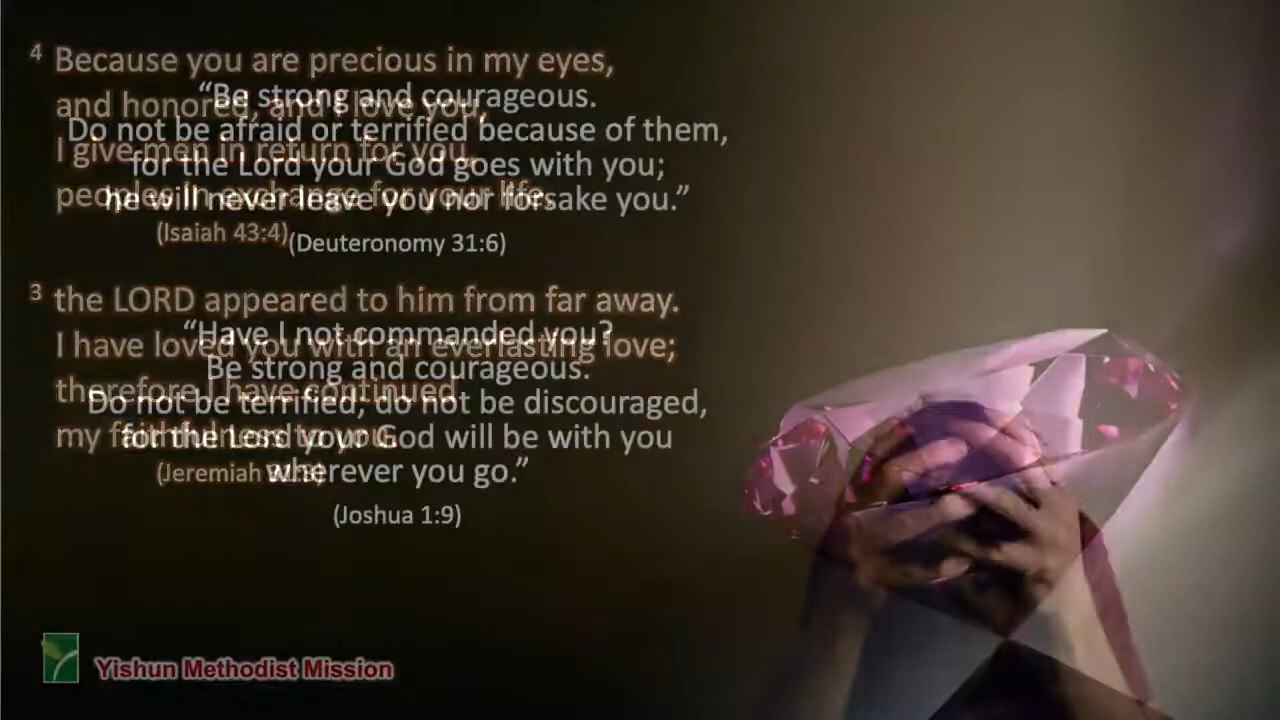 4 Because you are precious in my eyes,
and honored, and I love you,
I give men in return for you,
peoples in exchange for your life.
(Isaiah 43:4)
3 the LORD appeared to him from far away.
I have loved you with an everlasting love;
therefore I have continued
my faithfulness to you.
(Jeremiah
“Be strong and courageous.
Do not be afraid or terrified because of them,
for the Lord your God goes with you;
he will never leave you nor forsake you.”
(Deuteronomy 31:6)
“Have I not commanded you?
Be strong and courageous.
Do not be terrified; do not be discouraged,
for the Lord your God will be with you
wherever you go.”
(Joshua 1:9)
Yishun Methodist Mission